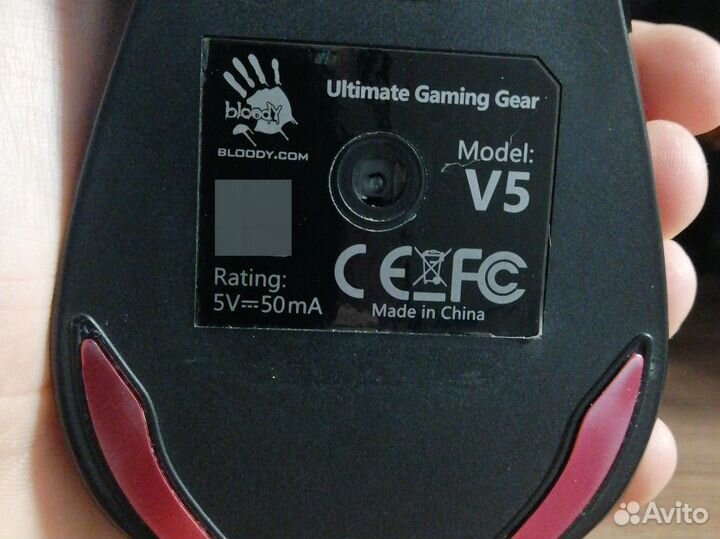 bloody
BLOODY.COM
Ultimate Gaming Gear
Model:
V5
Rating:
5V⎓50mA
CE FC
Made in China
Avito